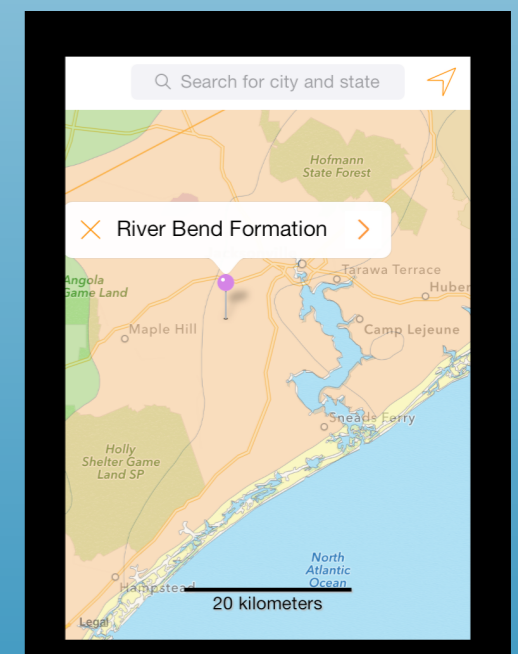 Search for city and state
Hofmann
State Forest
River Bend Formation
Angola
Game Land
Tarawa Terrace
Huber
Maple Hill
Camp Lejeune
Sneads Ferry
Holly
Shelter Game
Land SP
North
Atlantic
Ocean
Hampstead
20 kilometers
Legal